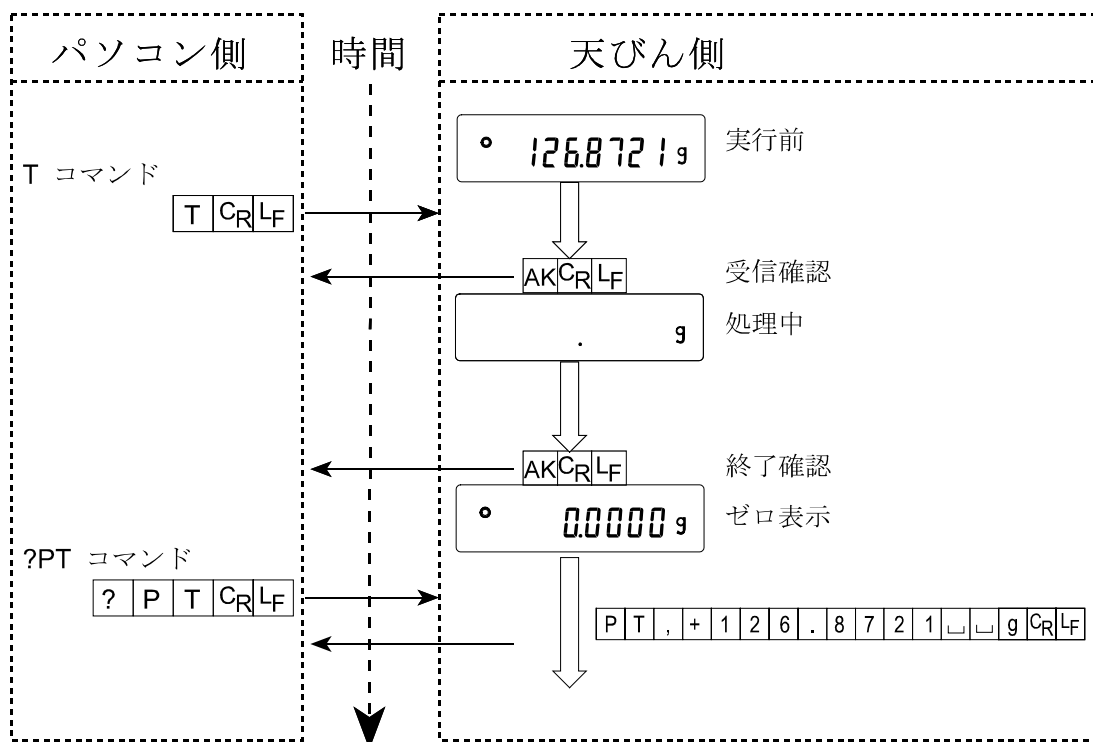 パソコン側
時間
天びん側
126.8721 g
実行前
T コマンド
T CR LF
AK CR LF
受信確認
. g
処理中
AK CR LF
終了確認
0.0000 g
ゼロ表示
?PT コマンド
? P T CR LF
P T , + 1 2 6 . 8 7 2 1 ␣ ␣ g CR LF